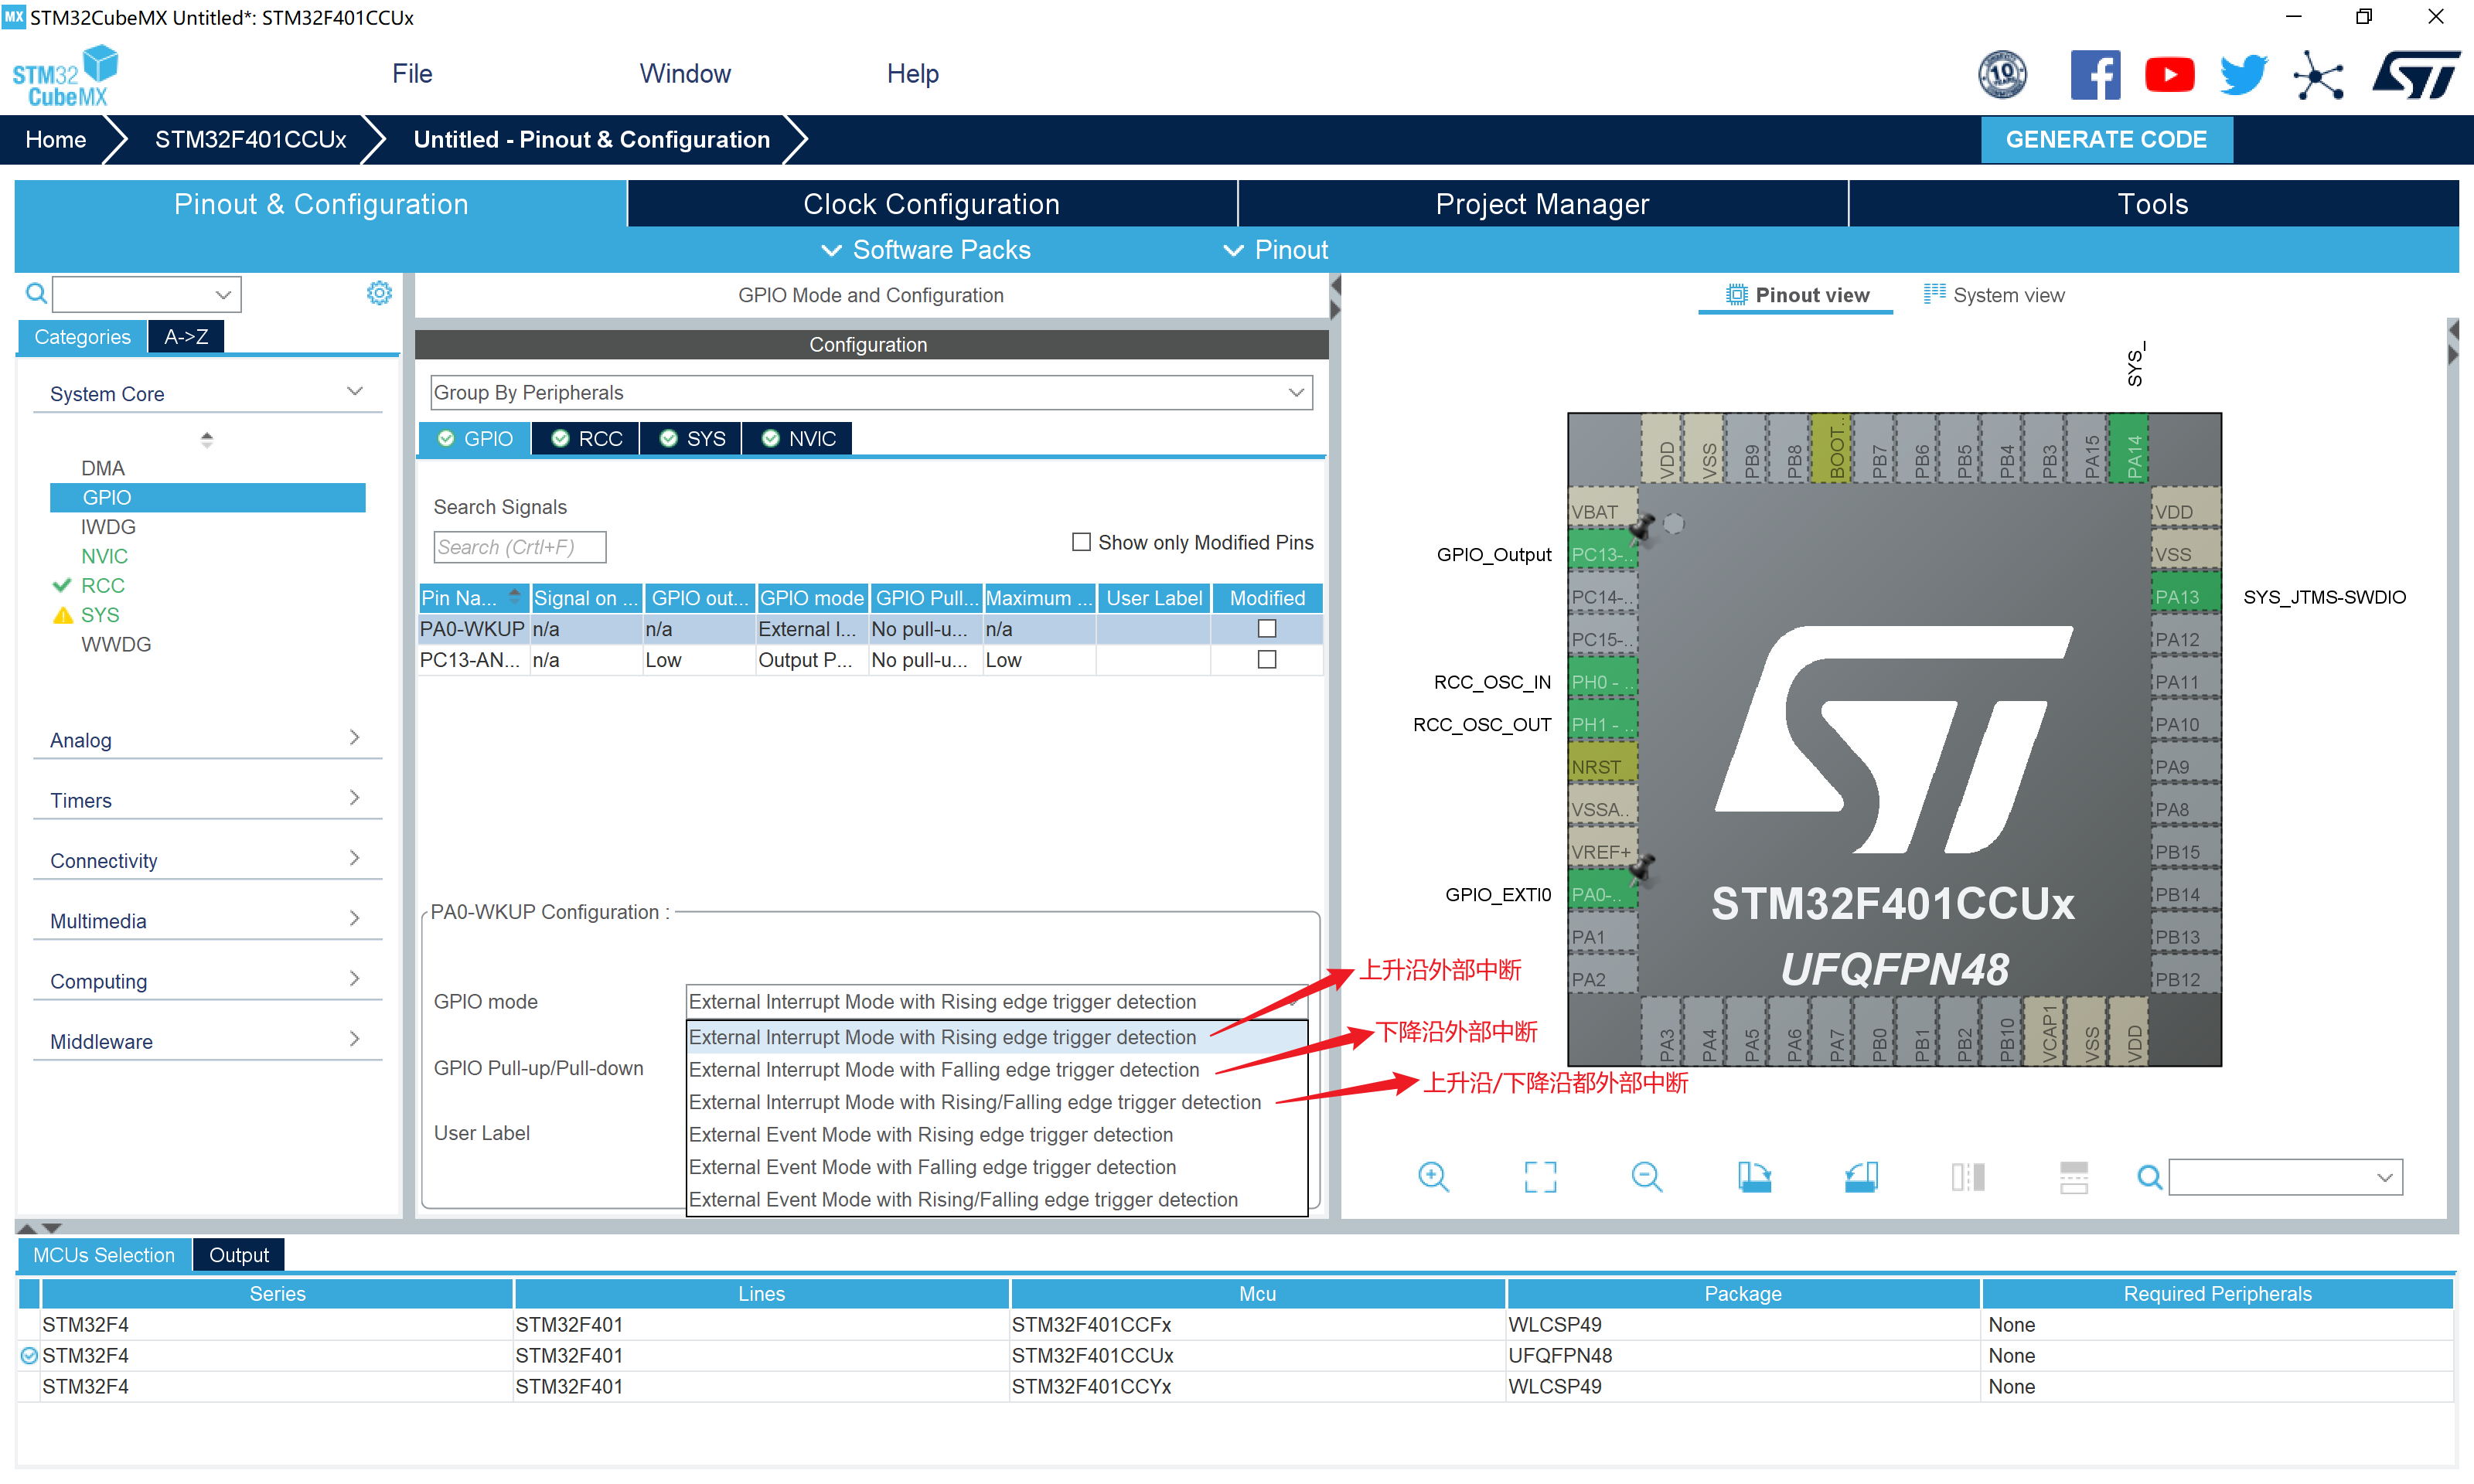 MX STM32CubeMX Untitled*: STM32F401CCUx
STM32
CubeMX
File
Window
Help
10
YEARS
Home
STM32F401CCUx
Untitled - Pinout & Configuration
GENERATE CODE
Pinout & Configuration
Clock Configuration
Project Manager
Tools
Software Packs
Pinout
Categories
A->Z
System Core
DMA
GPIO
IWDG
NVIC
RCC
SYS
WWDG
Analog
Timers
Connectivity
Multimedia
Computing
Middleware
GPIO Mode and Configuration
Configuration
Group By Peripherals
GPIO
RCC
SYS
NVIC
Search Signals
Search (Crtl+F)
Show only Modified Pins
Pin Na... Signal on ... GPIO out... GPIO mode GPIO Pull... Maximum ... User Label Modified
PA0-WKUP n/a n/a External I... No pull-u... n/a
PC13-AN... n/a Low Output P... No pull-u... Low
PA0-WKUP Configuration :
GPIO mode
External Interrupt Mode with Rising edge trigger detection
External Interrupt Mode with Rising edge trigger detection
上升沿外部中断
External Interrupt Mode with Falling edge trigger detection
下降沿外部中断
GPIO Pull-up/Pull-down
External Interrupt Mode with Rising/Falling edge trigger detection
上升沿/下降沿都外部中断
User Label
External Event Mode with Rising edge trigger detection
External Event Mode with Falling edge trigger detection
External Event Mode with Rising/Falling edge trigger detection
Pinout view
System view
SYS_
VDD
VSS
PB9
PB8
BOOT..
PB7
PB6
PB5
PB4
PB3
PA15
PA14
VBAT
GPIO_Output
PC13-..
PC14-..
PC15-..
RCC_OSC_IN
PH0 - ..
RCC_OSC_OUT
PH1 - ..
NRST
VSSA..
VREF+
GPIO_EXTI0
PA0-..
PA1
PA2
VDD
VSS
PA13
SYS_JTMS-SWDIO
PA12
PA11
PA10
PA9
PA8
PB15
PB14
PB13
PB12
ST
STM32F401CCUx
UFQFPN48
PA3
PA4
PA5
PA6
PA7
PB0
PB1
PB2
PB10
VCAP1
VSS
VDD
MCUs Selection
Output
Series Lines Mcu Package Required Peripherals
STM32F4 STM32F401 STM32F401CCFx WLCSP49 None
STM32F4 STM32F401 STM32F401CCUx UFQFPN48 None
STM32F4 STM32F401 STM32F401CCYx WLCSP49 None